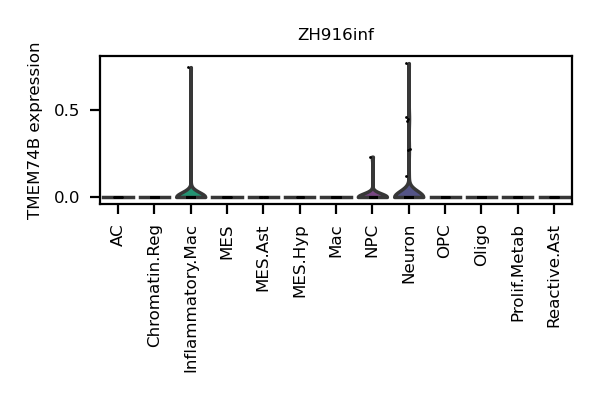 ZH916inf
TMEM74B expression
0.5
0.0
AC
Chromatin.Reg
Inflammatory.Mac
MES
MES.Ast
MES.Hyp
Mac
NPC
Neuron
OPC
Oligo
Prolif.Metab
Reactive.Ast